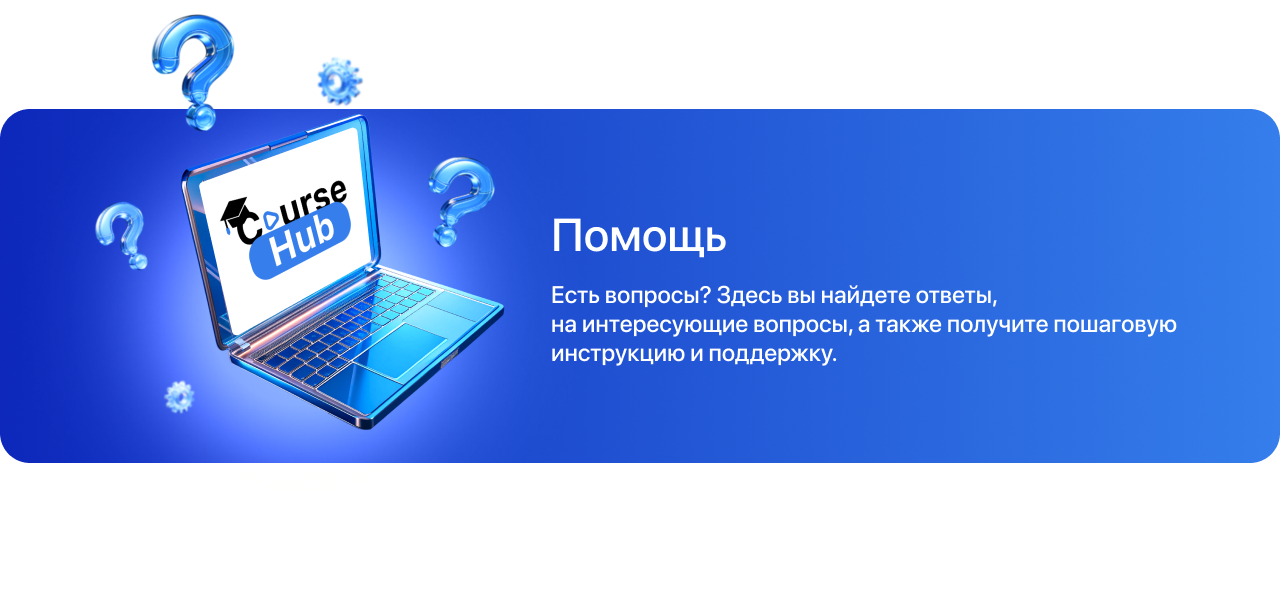 Course
Hub
Помощь
Есть вопросы? Здесь вы найдете ответы,
на интересующие вопросы, а также получите пошаговую
инструкцию и поддержку.